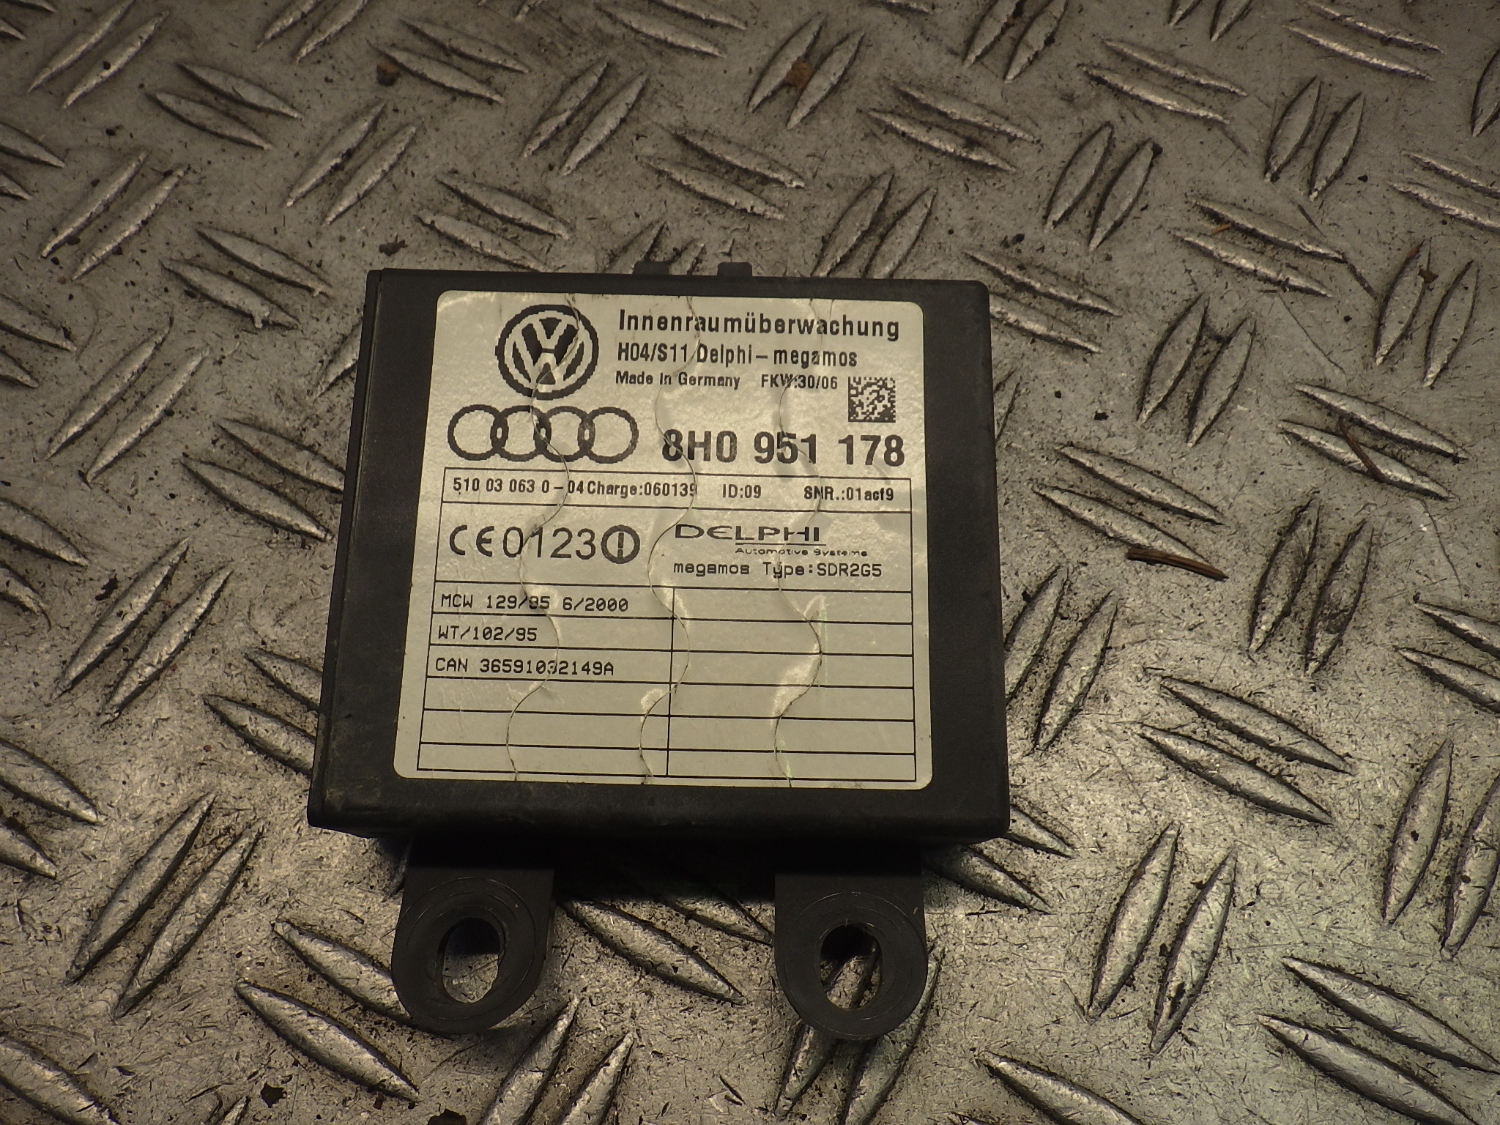 Innenraumüberwachung
H04/S11 Delphi-megamos
Made in Germany FKW:30/06
8H0 951 178
510 03 063 0-04 Charge:060139 ID:09 SNR.:01acf9
CE 0123
DELPHI
Automotive Systems
megamos Type:SDR2G5
MCW 129/95 6/2000
WT/102/95
CAN 36591032149A